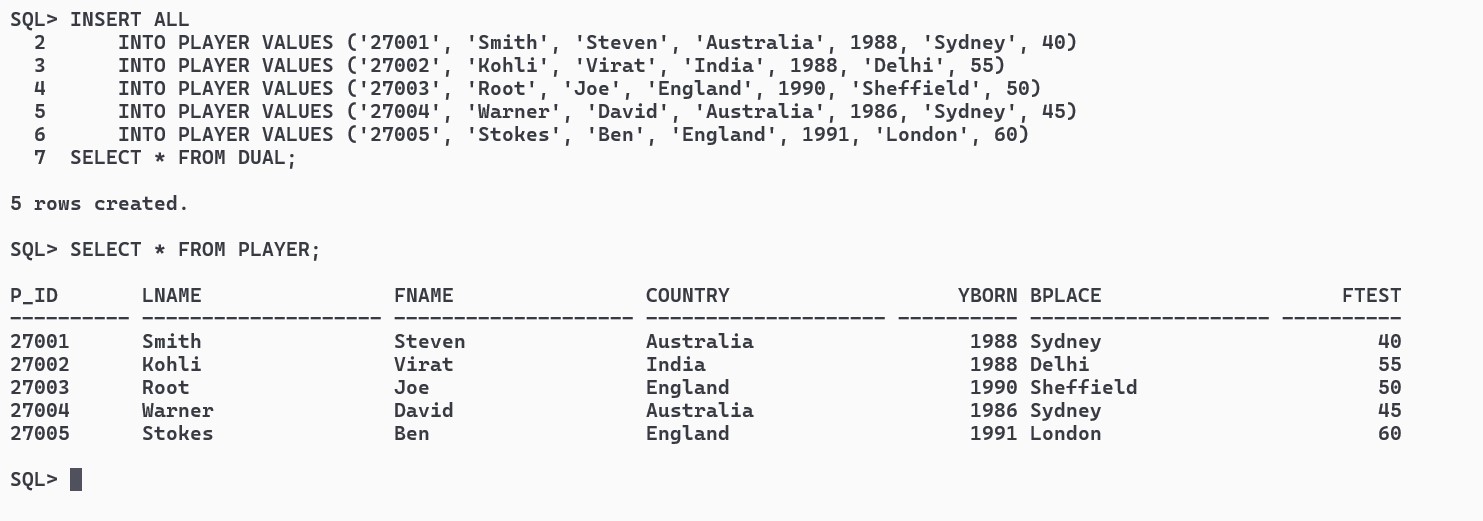 SQL> INSERT ALL
  2      INTO PLAYER VALUES ('27001', 'Smith', 'Steven', 'Australia', 1988, 'Sydney', 40)
  3      INTO PLAYER VALUES ('27002', 'Kohli', 'Virat', 'India', 1988, 'Delhi', 55)
  4      INTO PLAYER VALUES ('27003', 'Root', 'Joe', 'England', 1990, 'Sheffield', 50)
  5      INTO PLAYER VALUES ('27004', 'Warner', 'David', 'Australia', 1986, 'Sydney', 45)
  6      INTO PLAYER VALUES ('27005', 'Stokes', 'Ben', 'England', 1991, 'London', 60)
  7  SELECT * FROM DUAL;

5 rows created.

SQL> SELECT * FROM PLAYER;

P_ID       LNAME                FNAME                COUNTRY                   YBORN BPLACE                    FTEST
---------- -------------------- -------------------- -------------------- ---------- -------------------- ----------
27001      Smith                Steven               Australia                  1988 Sydney                       40
27002      Kohli                Virat                India                      1988 Delhi                        55
27003      Root                 Joe                  England                    1990 Sheffield                    50
27004      Warner               David                Australia                  1986 Sydney                       45
27005      Stokes               Ben                  England                    1991 London                       60

SQL>